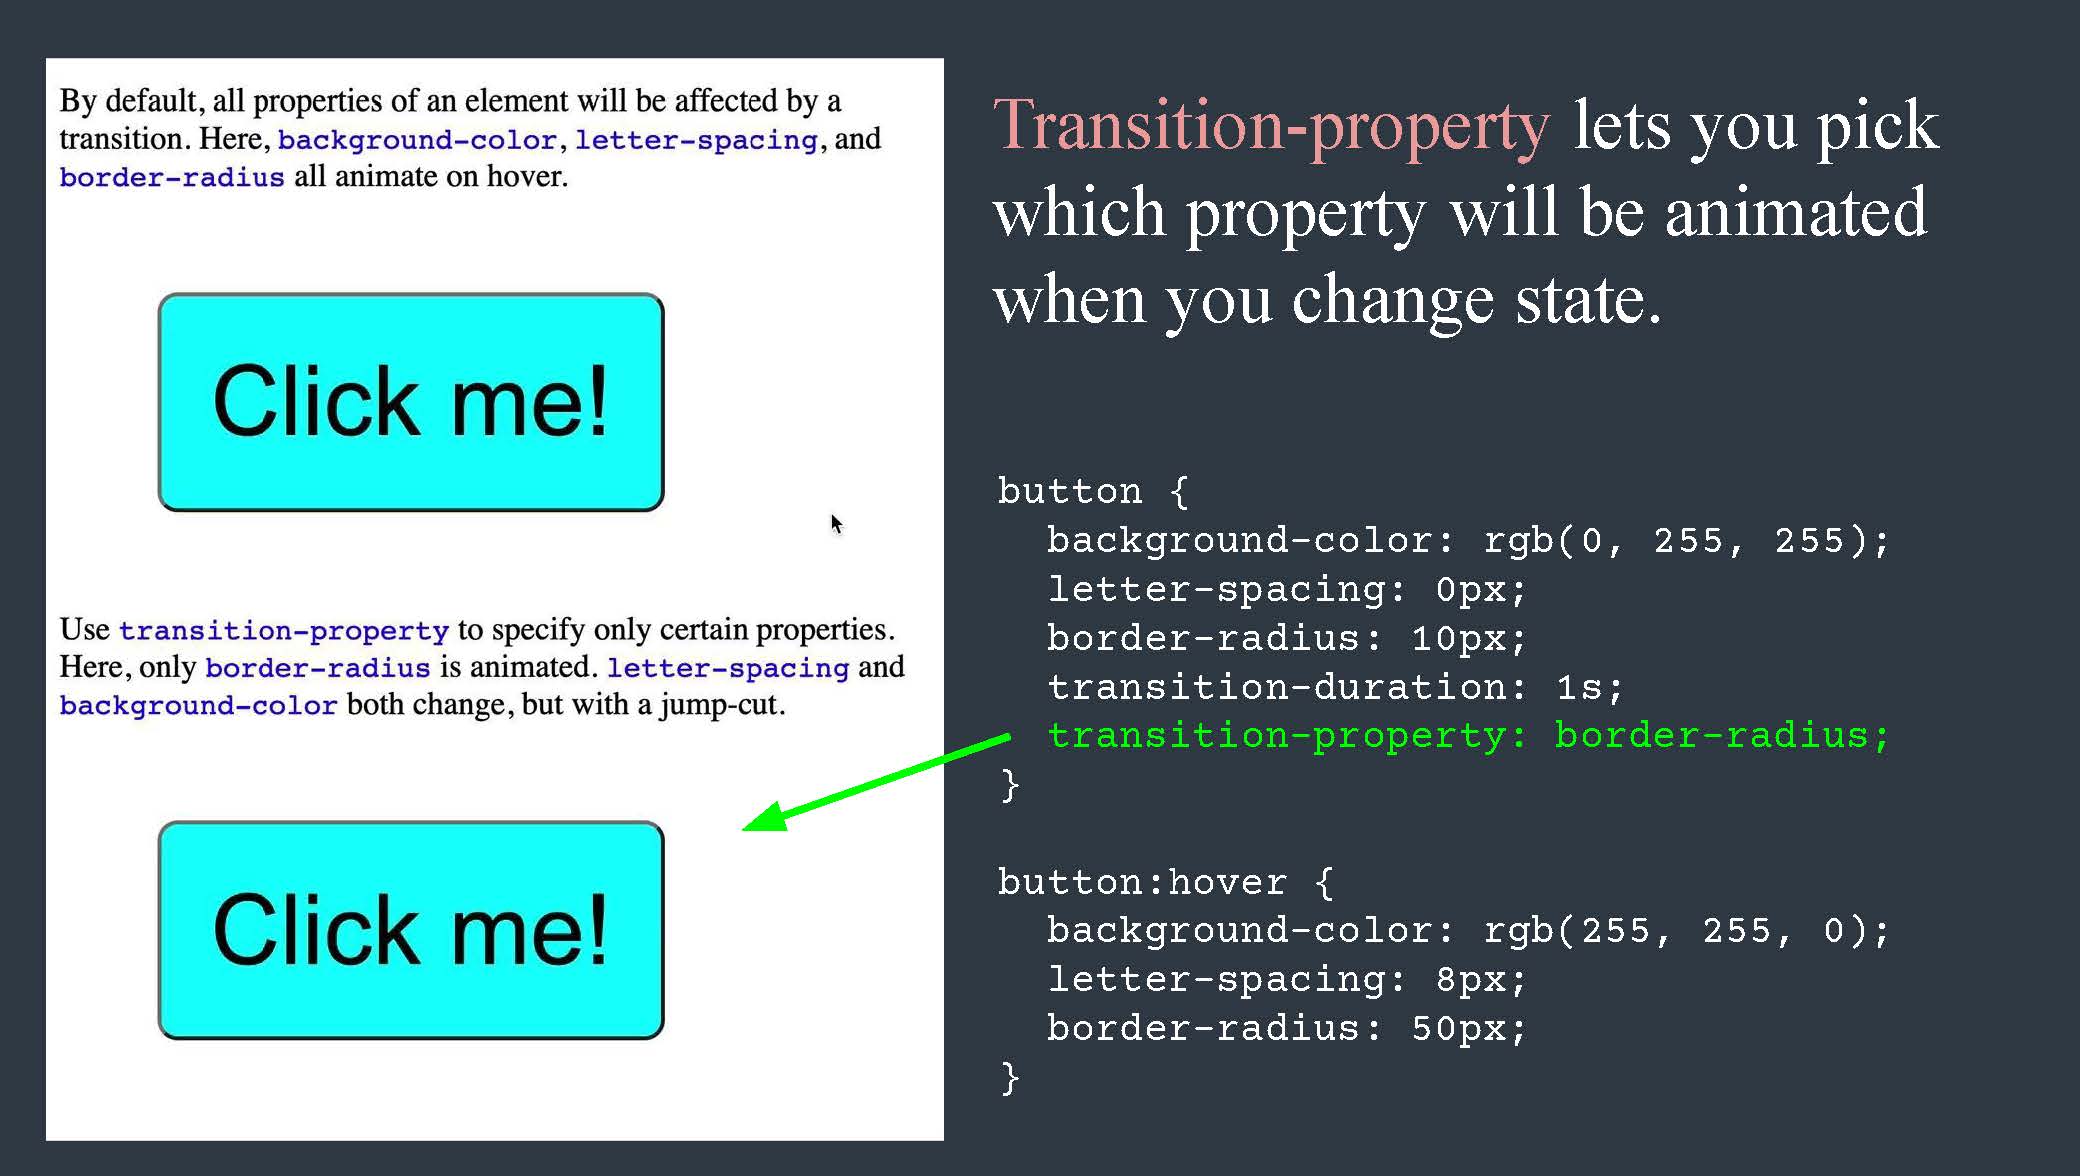 By default, all properties of an element will be affected by a
transition. Here, background-color, letter-spacing, and
border-radius all animate on hover.
Click me!
Use transition-property to specify only certain properties.
Here, only border-radius is animated. letter-spacing and
background-color both change, but with a jump-cut.
Click me!
Transition-property lets you pick
which property will be animated
when you change state.
button {
  background-color: rgb(0, 255, 255);
  letter-spacing: 0px;
  border-radius: 10px;
  transition-duration: 1s;
  transition-property: border-radius;
}
button:hover {
  background-color: rgb(255, 255, 0);
  letter-spacing: 8px;
  border-radius: 50px;
}